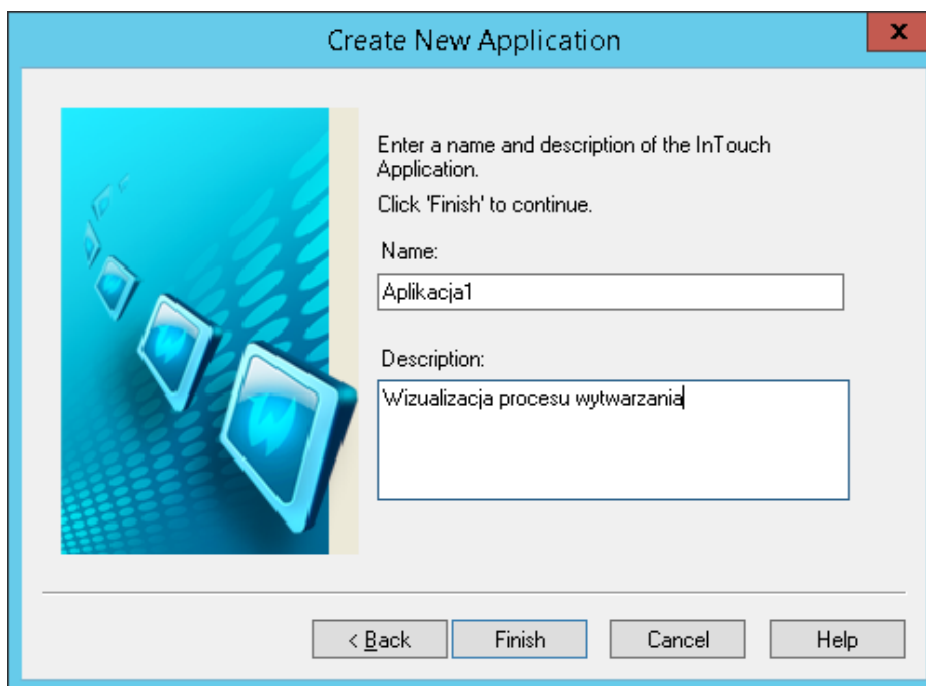 Create New Application
x
Enter a name and description of the InTouch
Application.
Click 'Finish' to continue.
Name:
Aplikacja1
Description:
Wizualizacja procesu wytwarzania
< Back
Finish
Cancel
Help